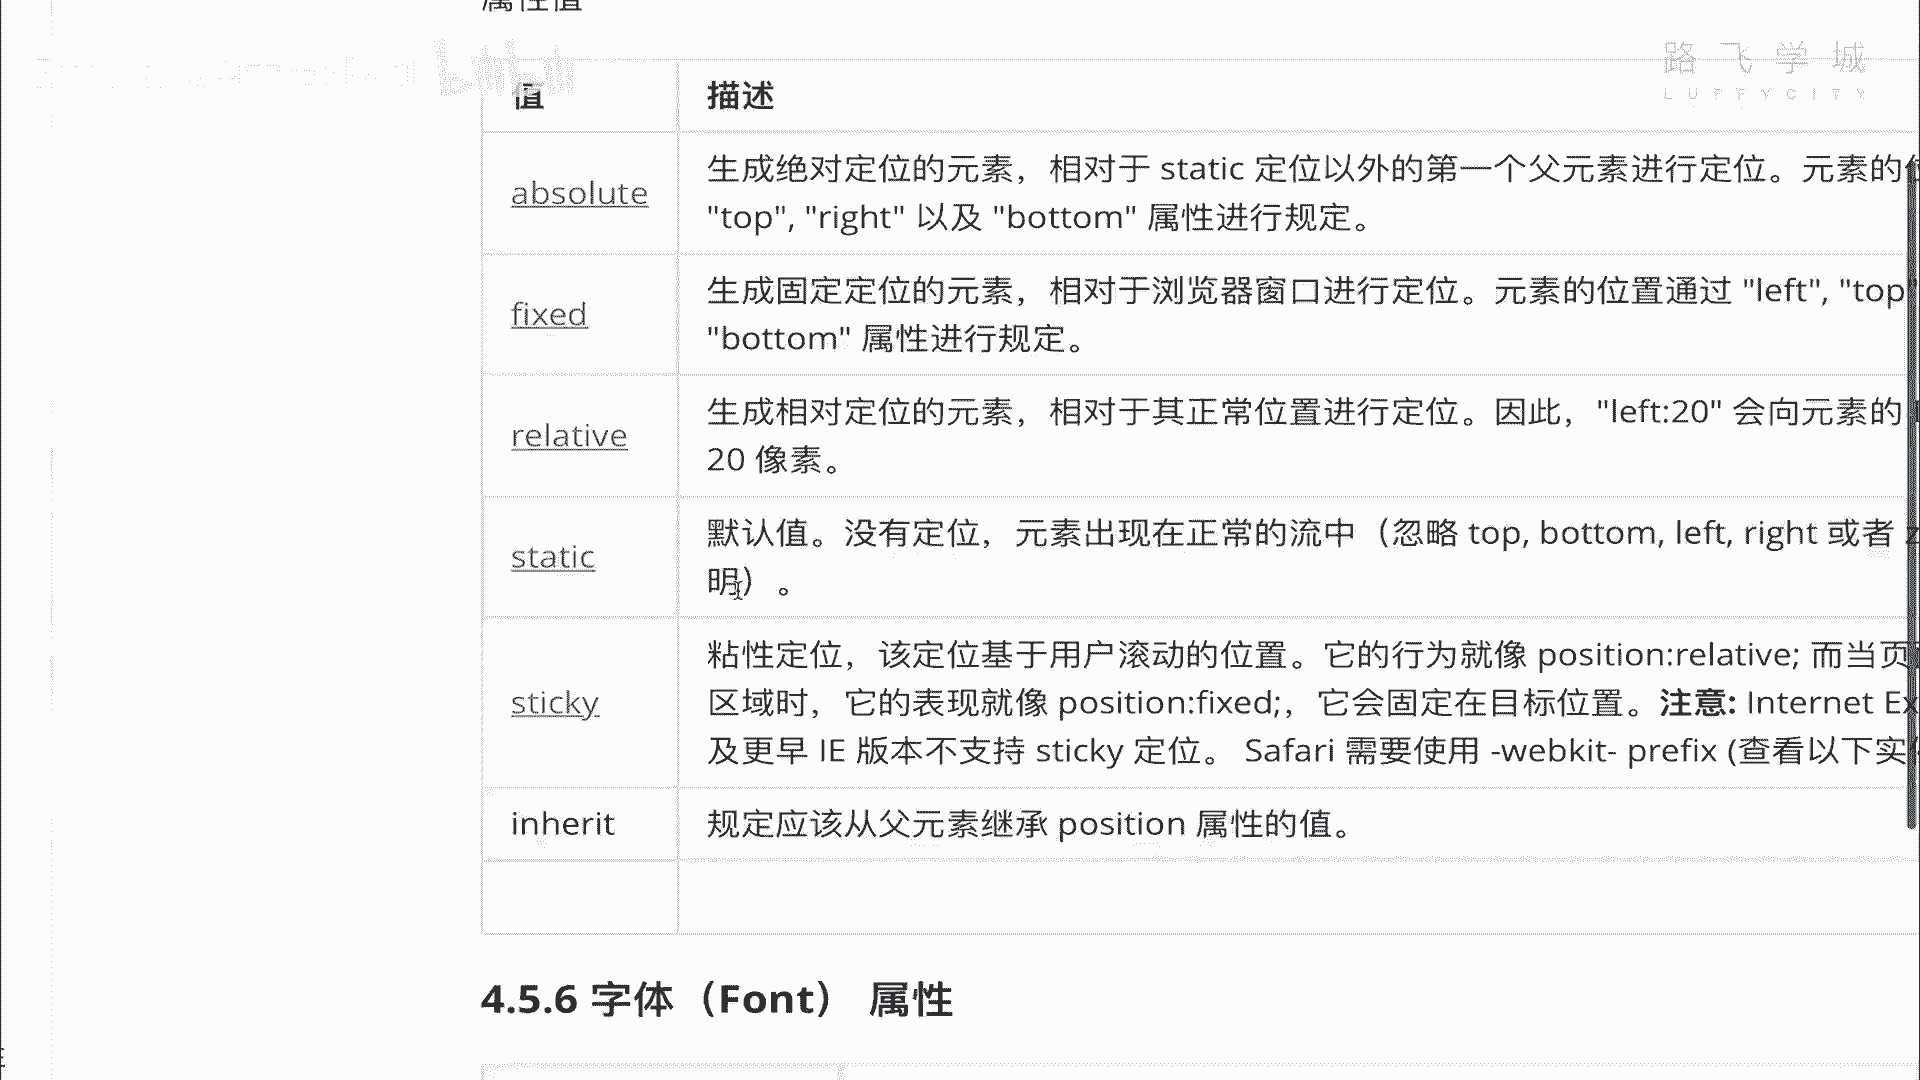 属性值
路飞学城
LUFFYCITY
值 描述
absolute 生成绝对定位的元素，相对于 static 定位以外的第一个父元素进行定位。元素的位
"top", "right" 以及 "bottom" 属性进行规定。
fixed 生成固定定位的元素，相对于浏览器窗口进行定位。元素的位置通过 "left", "top"
"bottom" 属性进行规定。
relative 生成相对定位的元素，相对于其正常位置进行定位。因此，"left:20" 会向元素的
20 像素。
static 默认值。没有定位，元素出现在正常的流中（忽略 top, bottom, left, right 或者 z
明）。
sticky 粘性定位，该定位基于用户滚动的位置。它的行为就像 position:relative; 而当页
区域时，它的表现就像 position:fixed;，它会固定在目标位置。注意: Internet Ex
及更早 IE 版本不支持 sticky 定位。 Safari 需要使用 -webkit- prefix (查看以下实
inherit 规定应该从父元素继承 position 属性的值。
4.5.6 字体（Font） 属性